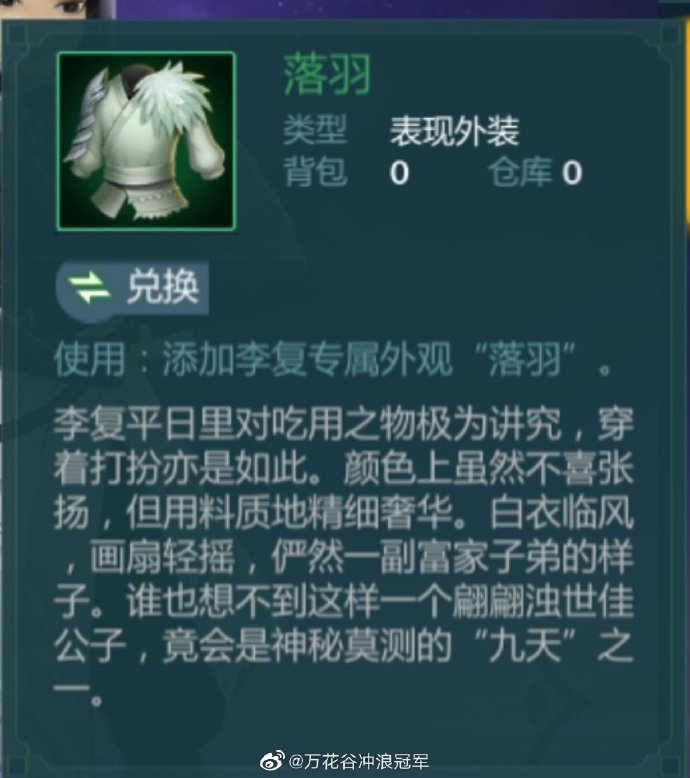 落羽
类型 表现外装
背包 0 仓库 0
兑换
使用：添加李复专属外观“落羽”。
李复平日里对吃用之物极为讲究，穿
着打扮亦是如此。颜色上虽然不喜张
扬，但用料质地精细奢华。白衣临风
，画扇轻摇，俨然一副富家子弟的样
子。谁也想不到这样一个翩翩浊世佳
公子，竟会是神秘莫测的“九天”之
一。
@万花谷冲浪冠军